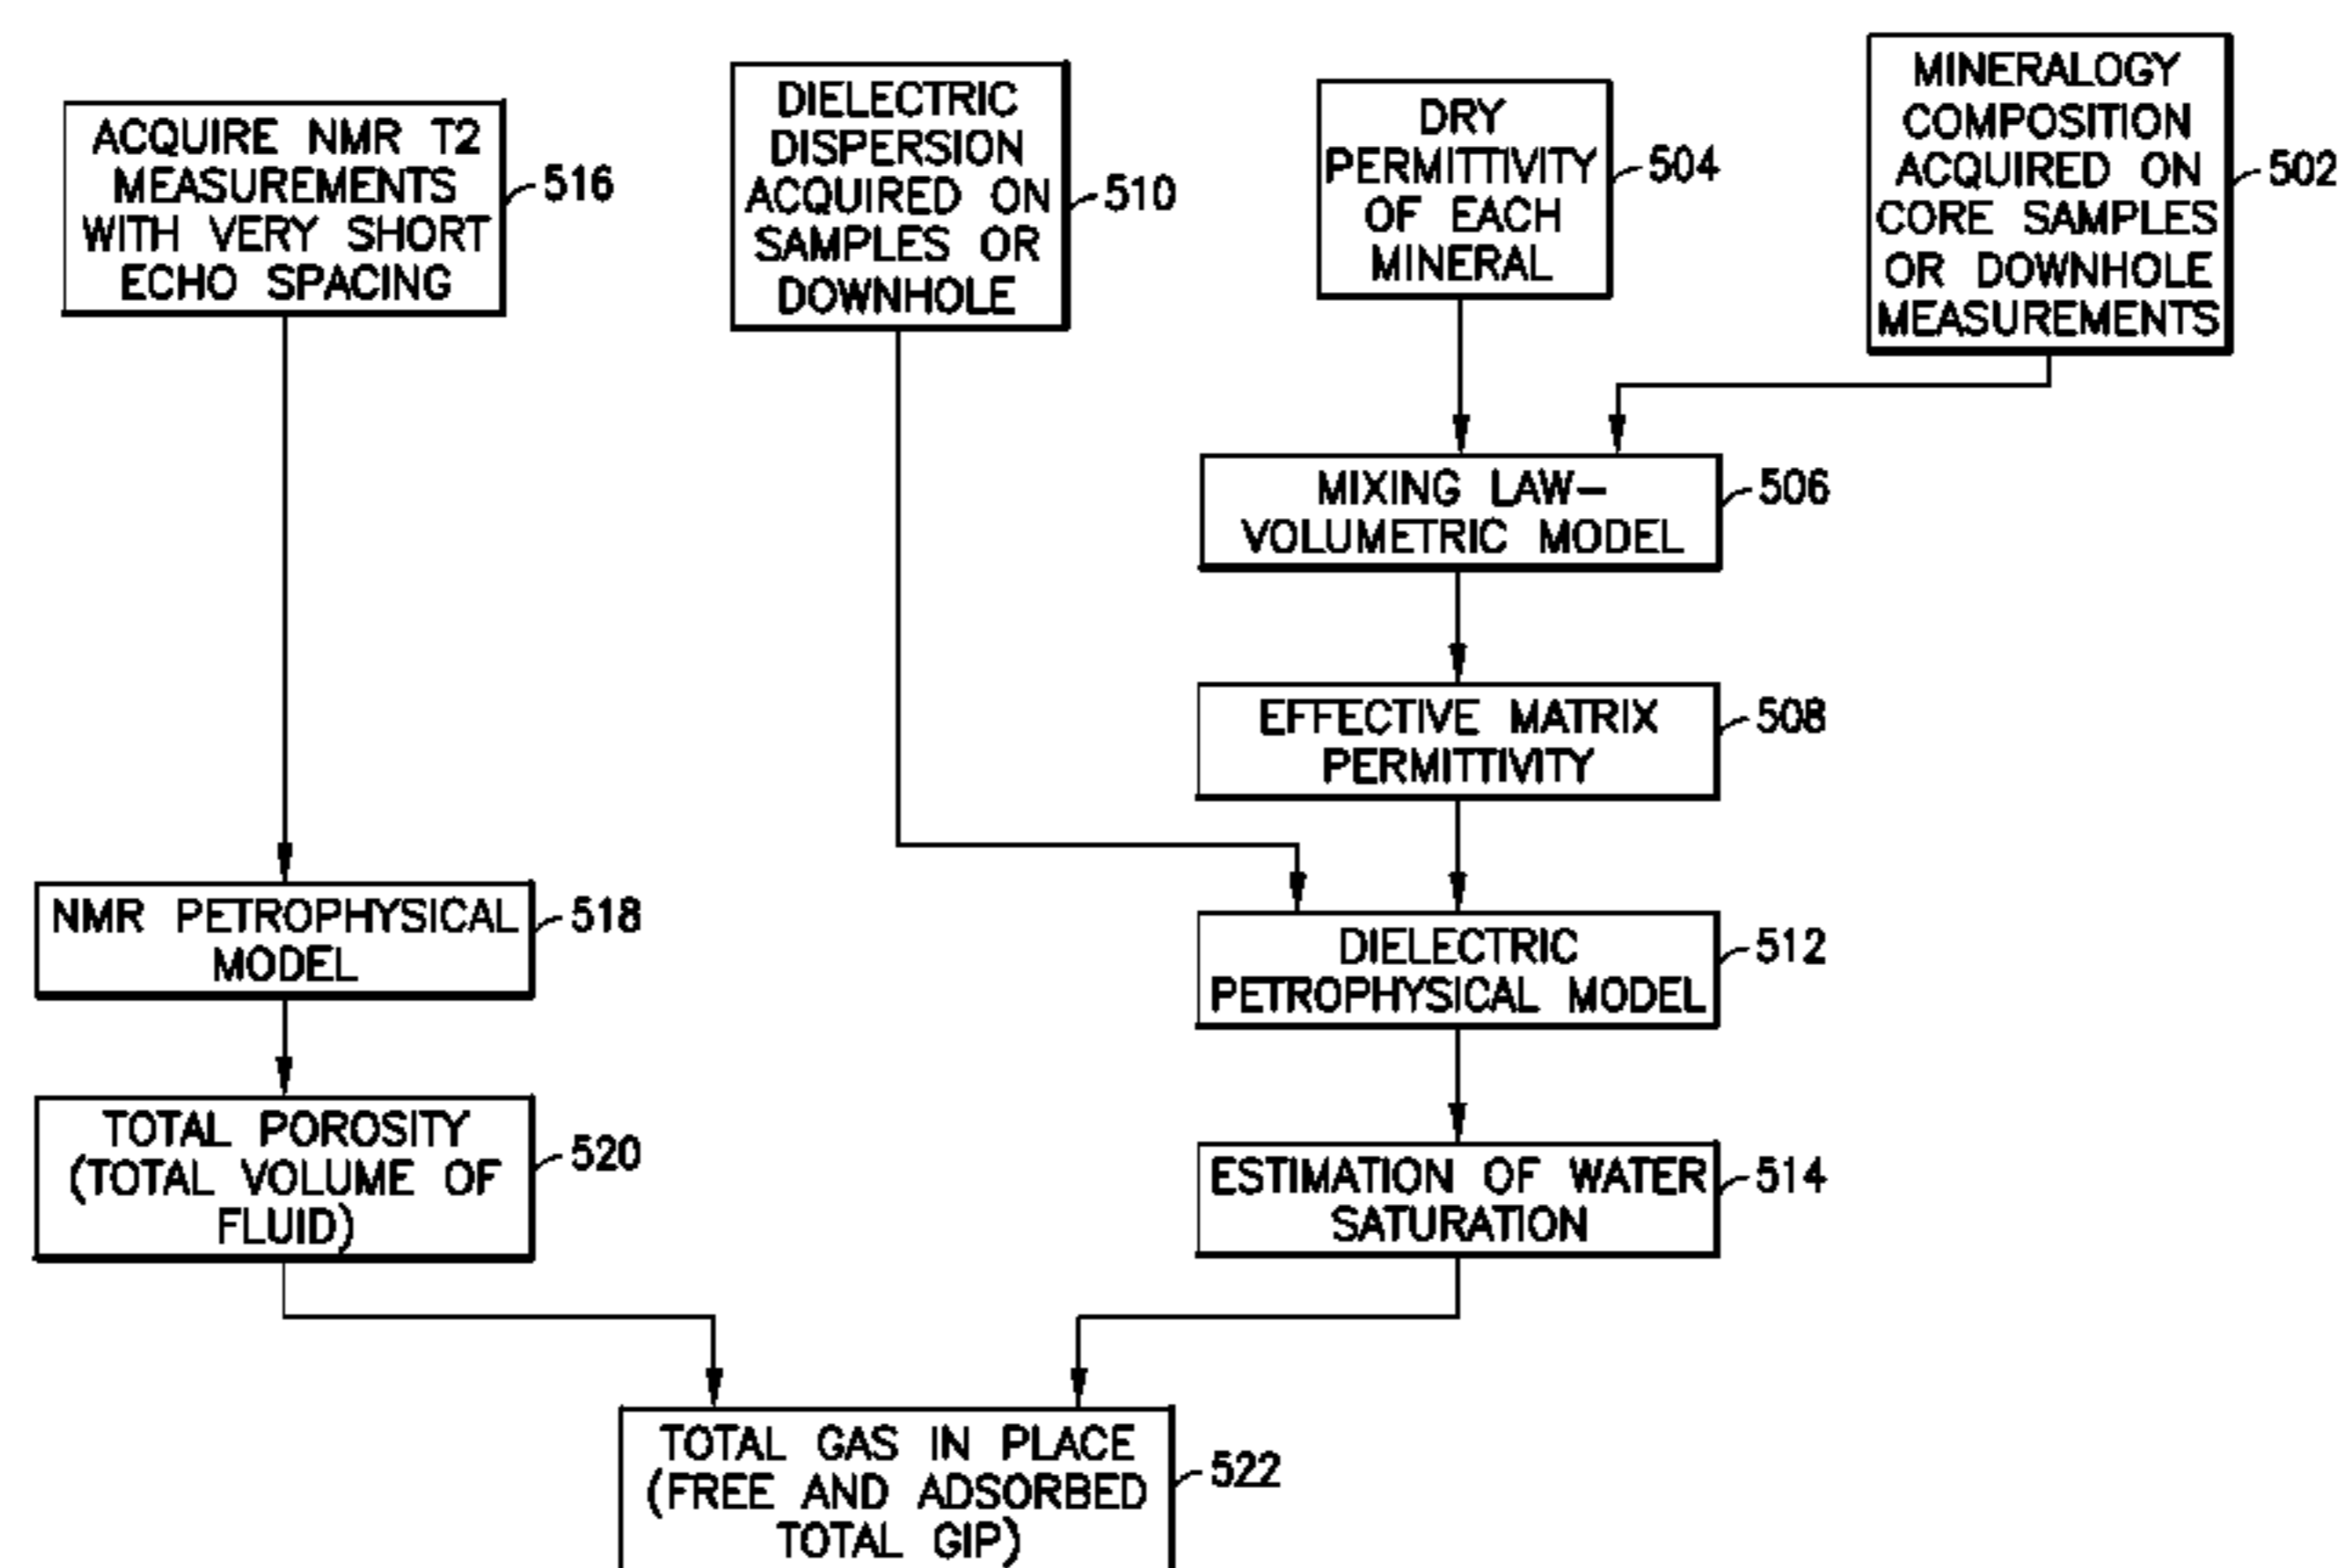 ACQUIRE NMR T2
MEASUREMENTS
WITH VERY SHORT
ECHO SPACING
516
DIELECTRIC
DISPERSION
ACQUIRED ON
SAMPLES OR
DOWNHOLE
510
DRY
PERMITTIVITY
OF EACH
MINERAL
504
MINERALOGY
COMPOSITION
ACQUIRED ON
CORE SAMPLES
OR DOWNHOLE
MEASUREMENTS
502
MIXING LAW-
VOLUMETRIC MODEL
506
EFFECTIVE MATRIX
PERMITTIVITY
508
NMR PETROPHYSICAL
MODEL
518
DIELECTRIC
PETROPHYSICAL MODEL
512
TOTAL POROSITY
(TOTAL VOLUME OF
FLUID)
520
ESTIMATION OF WATER
SATURATION
514
TOTAL GAS IN PLACE
(FREE AND ADSORBED
TOTAL GIP)
522